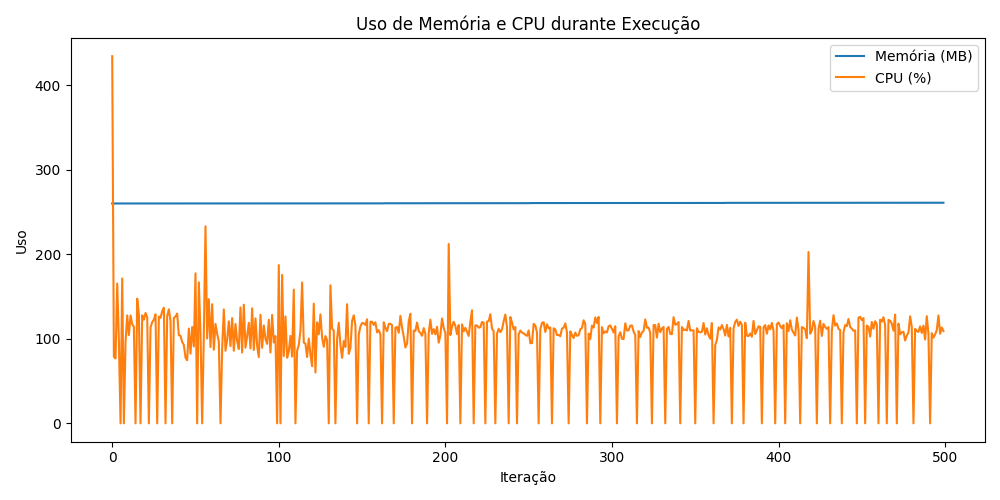 Uso de Memória e CPU durante Execução
Memória (MB)
CPU (%)
400
300
200
100
0
Uso
0 100 200 300 400 500
Iteração